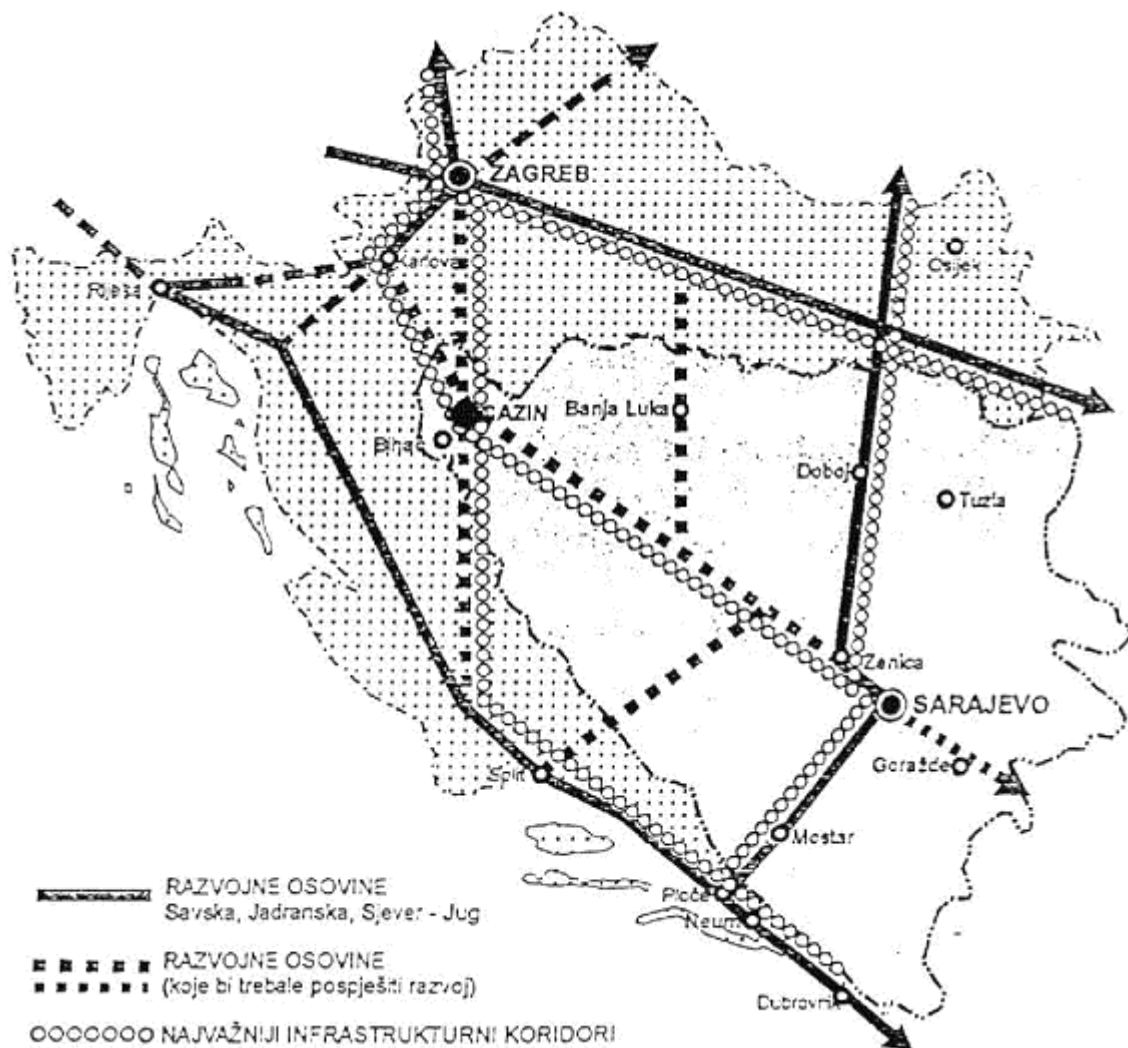 ZAGREB
Osijek
Rijeka
CAZIN
Banja Luka
Bihać
Doboj
Tuzla
Zenica
SARAJEVO
Split
Goražde
Mostar
Ploče
Neum
Dubrovnik
RAZVOJNE OSOVINE
Savska, Jadranska, Sjever - Jug
RAZVOJNE OSOVINE
(koje bi trebale pospješiti razvoj)
NAJVAŽNIJI INFRASTRUKTURNI KORIDORI